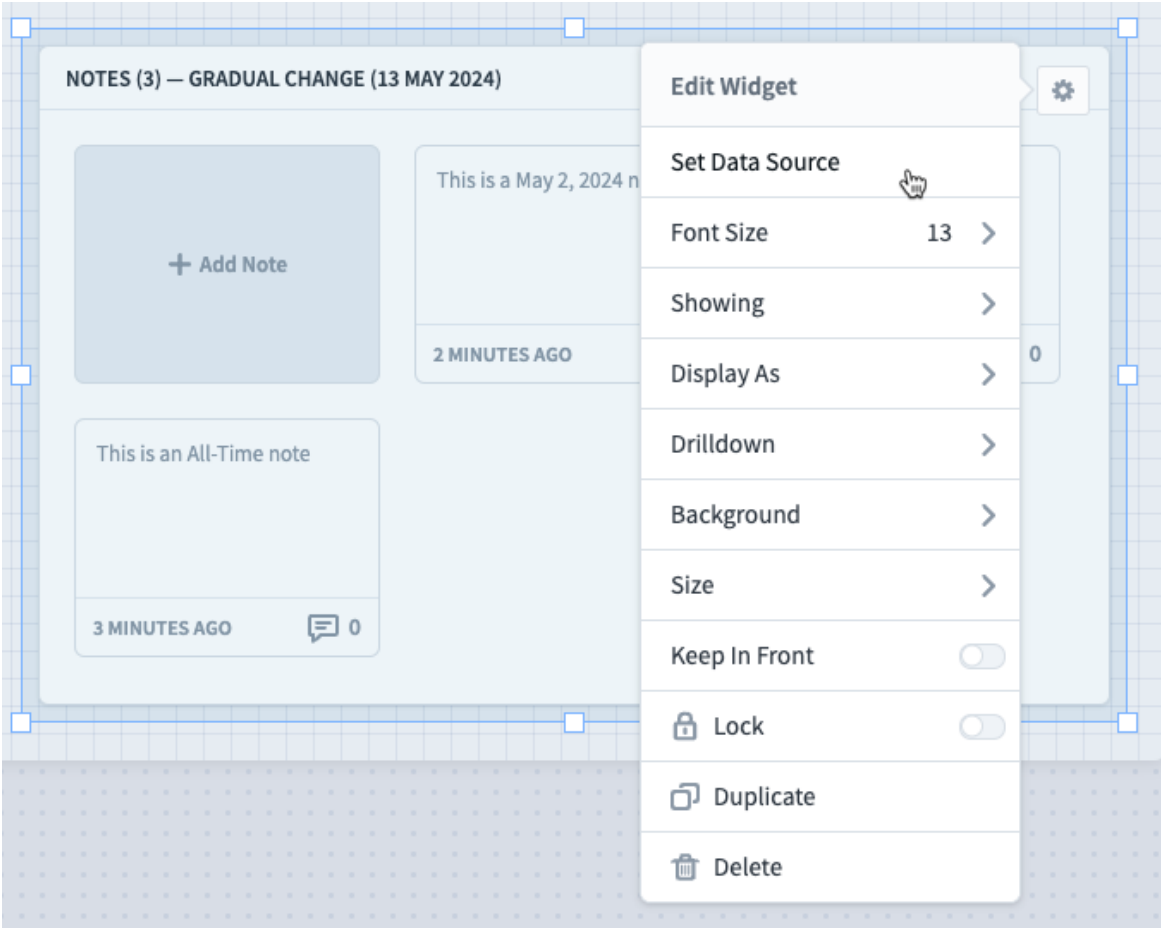 NOTES (3) — GRADUAL CHANGE (13 MAY 2024)
+ Add Note
This is a May 2, 2024 n
2 MINUTES AGO
0
This is an All-Time note
3 MINUTES AGO 0
Edit Widget
Set Data Source
Font Size 13
Showing
Display As
Drilldown
Background
Size
Keep In Front
Lock
Duplicate
Delete